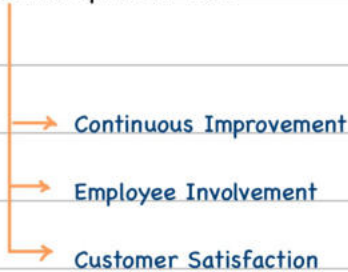 Continuous Improvement
Employee Involvement
Customer Satisfaction